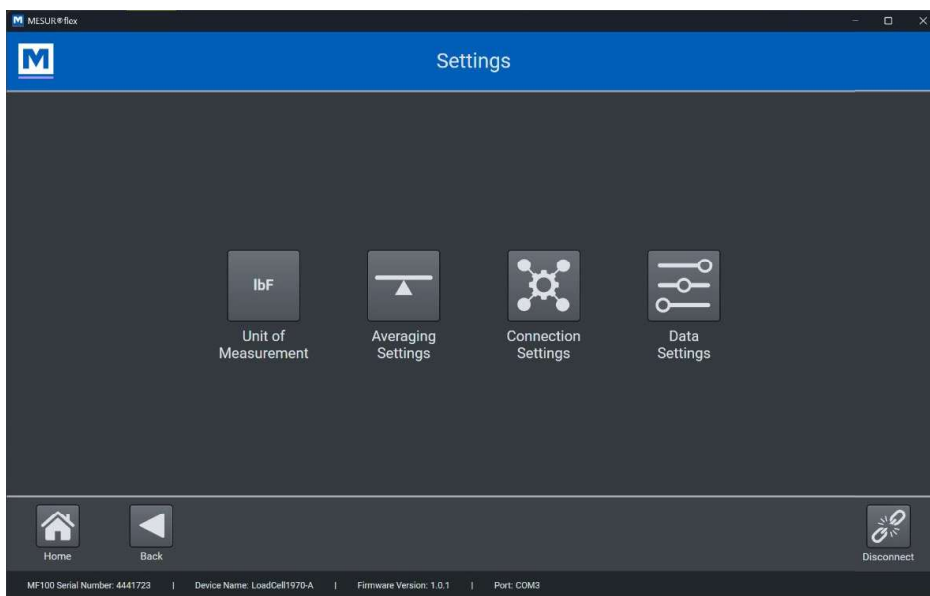 M MESUR®flex
M
Settings
lbF
Unit of
Measurement
Averaging
Settings
Connection
Settings
Data
Settings
Home
Back
Disconnect
MF100 Serial Number: 4441723 | Device Name: LoadCell1970-A | Firmware Version: 1.0.1 | Port: COM3